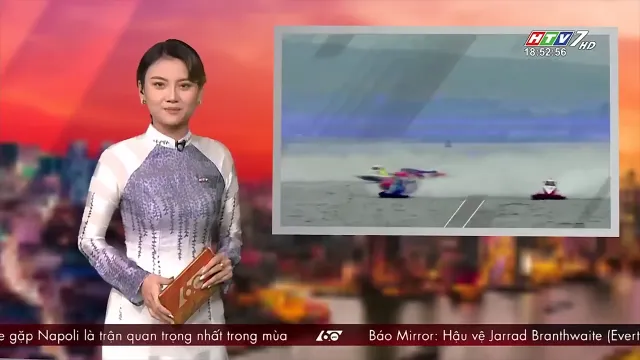 HTV7 HD
18:52:56
e gặp Napoli là trận quan trọng nhất trong mùa 60 Báo Mirror: Hậu vệ Jarrad Branthwaite (Evert